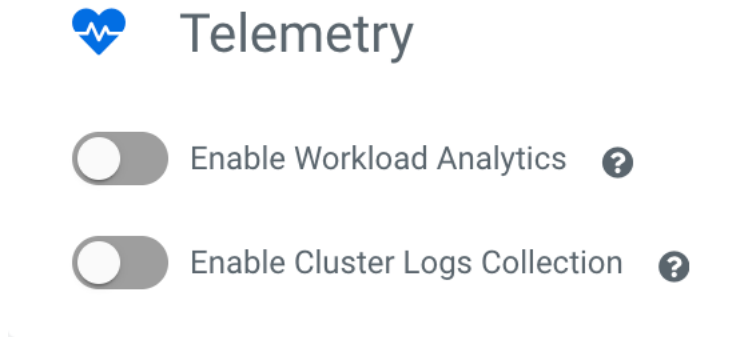 Telemetry
Enable Workload Analytics ?
Enable Cluster Logs Collection ?